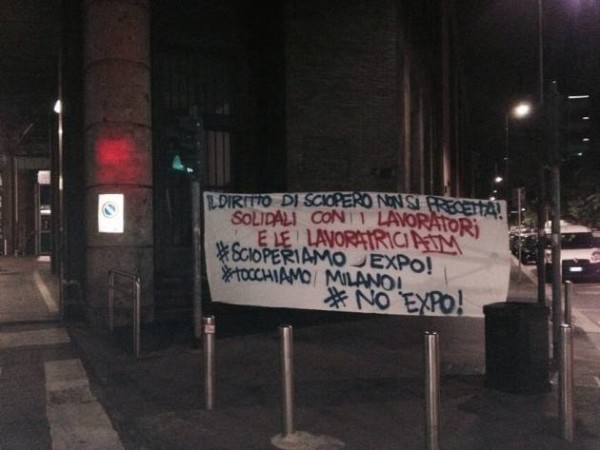 IL DIRITTO DI SCIOPERO NON SI PRECETTA!
SOLIDALI CON I LAVORATORI
E LE LAVORATRICI ATM
#SCIOPERIAMO EXPO!
#TOCCHIAMO MILANO!
# NO EXPO!